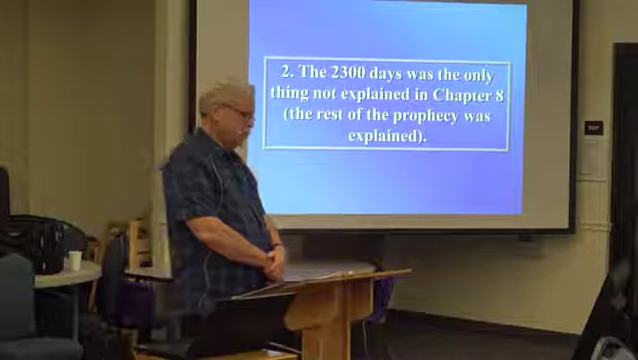 2. The 2300 days was the only
thing not explained in Chapter 8
(the rest of the prophecy was
explained).